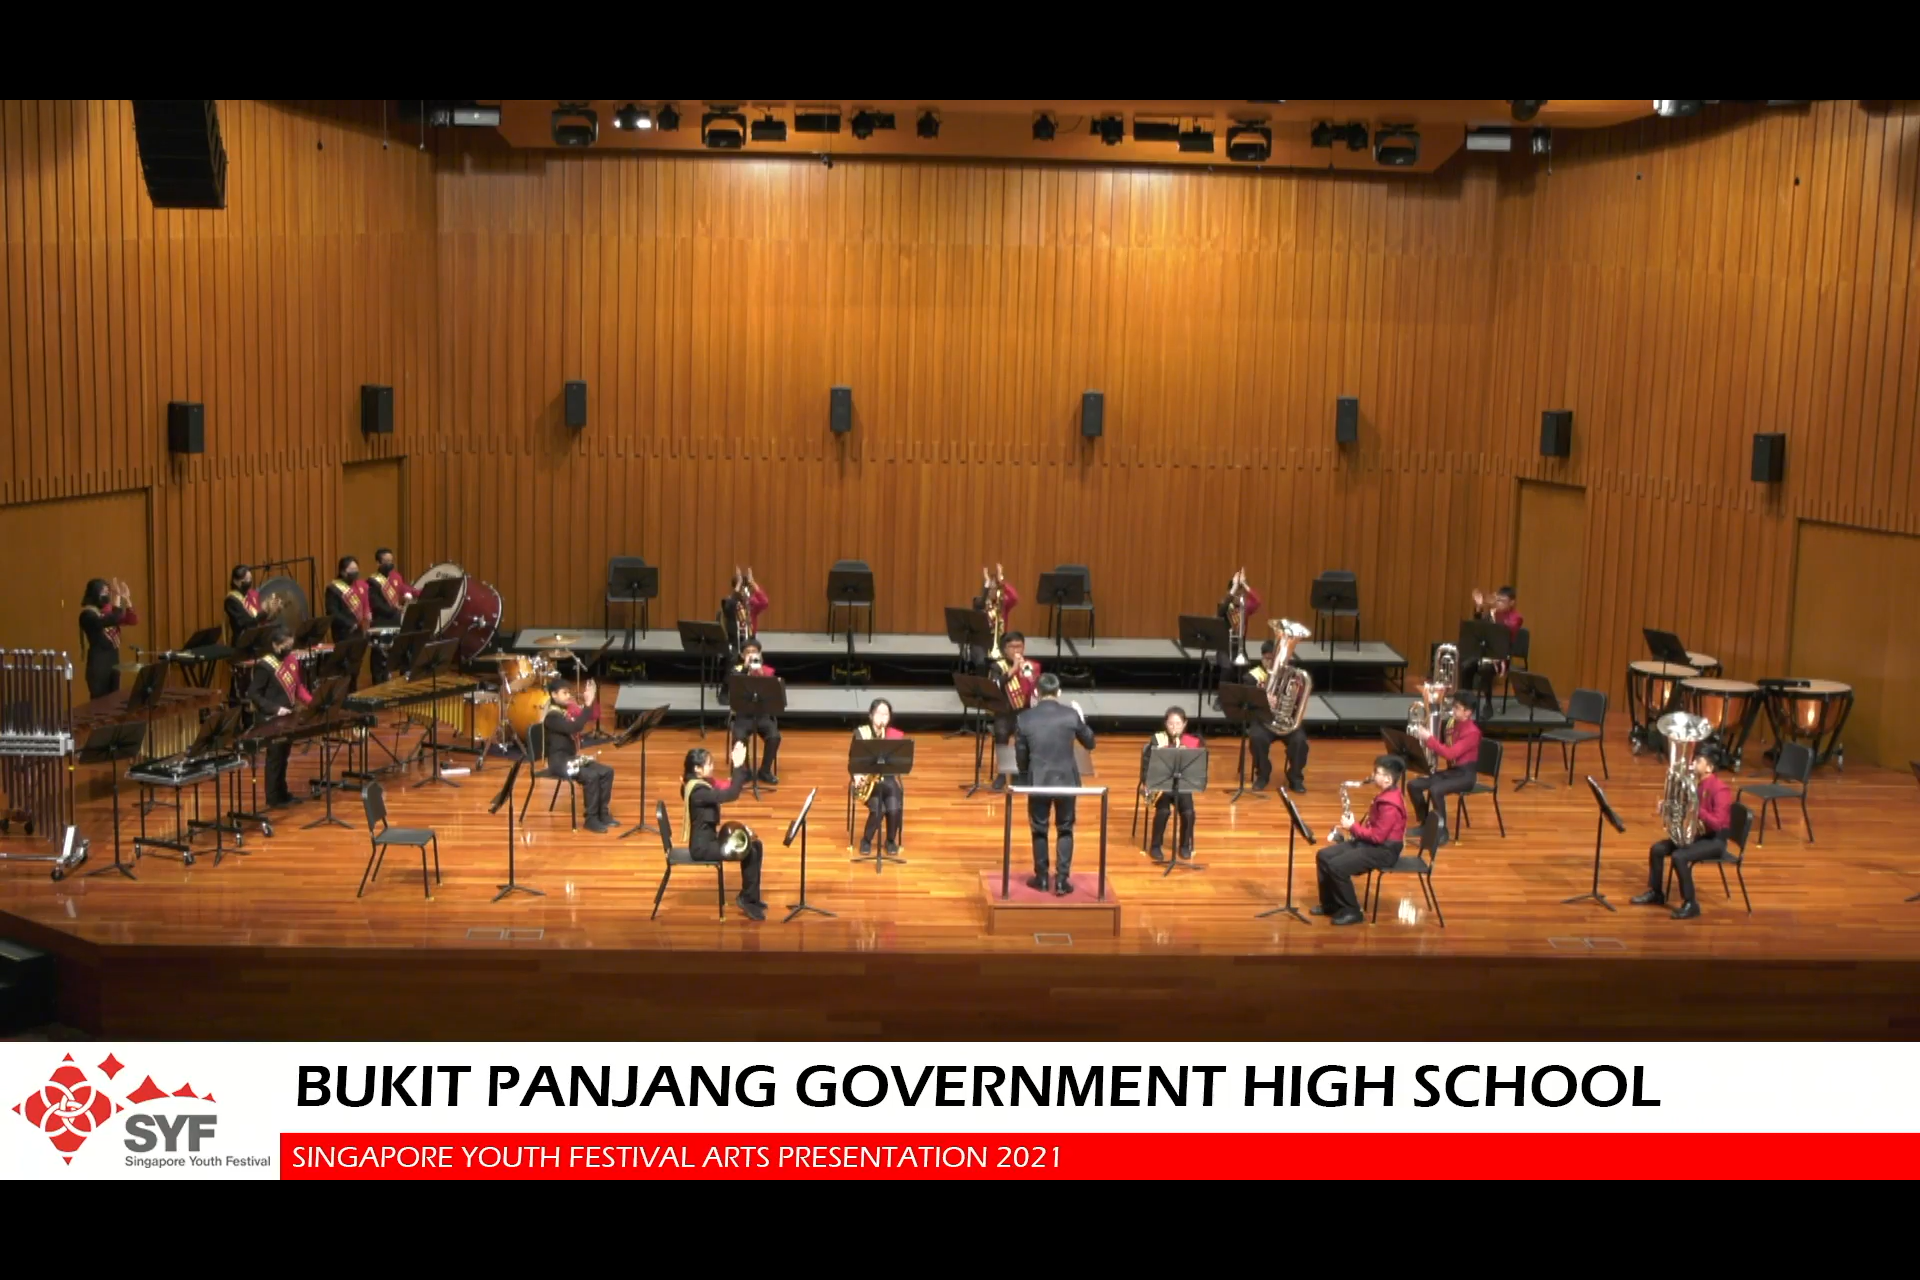 BUKIT PANJANG GOVERNMENT HIGH SCHOOL
SYF
Singapore Youth Festival
SINGAPORE YOUTH FESTIVAL ARTS PRESENTATION 2021